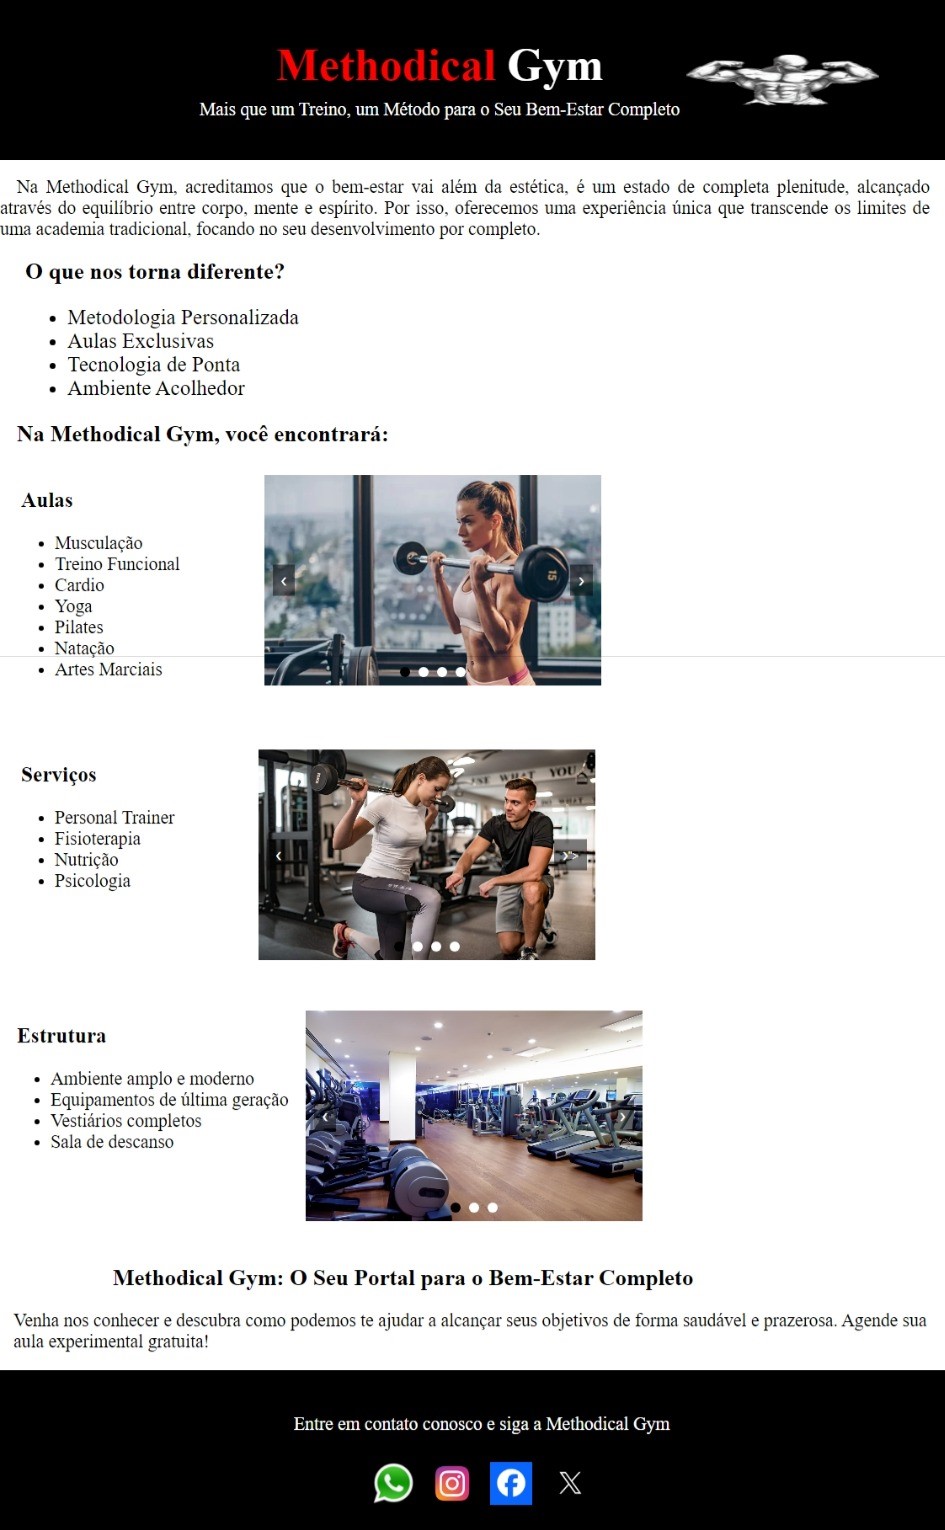 Methodical Gym
Mais que um Treino, um Método para o Seu Bem-Estar Completo
Na Methodical Gym, acreditamos que o bem-estar vai além da estética, é um estado de completa plenitude, alcançado
através do equilíbrio entre corpo, mente e espírito. Por isso, oferecemos uma experiência única que transcende os limites de
uma academia tradicional, focando no seu desenvolvimento por completo.
O que nos torna diferente?
• Metodologia Personalizada
• Aulas Exclusivas
• Tecnologia de Ponta
• Ambiente Acolhedor
Na Methodical Gym, você encontrará:
Aulas
• Musculação
• Treino Funcional
• Cardio
• Yoga
• Pilates
• Natação
• Artes Marciais
‹
›
15
Serviços
• Personal Trainer
• Fisioterapia
• Nutrição
• Psicologia
WHAT YOU
‹
›">
Estrutura
• Ambiente amplo e moderno
• Equipamentos de última geração
• Vestiários completos
• Sala de descanso
‹
›
Methodical Gym: O Seu Portal para o Bem-Estar Completo
Venha nos conhecer e descubra como podemos te ajudar a alcançar seus objetivos de forma saudável e prazerosa. Agende sua
aula experimental gratuita!
Entre em contato conosco e siga a Methodical Gym